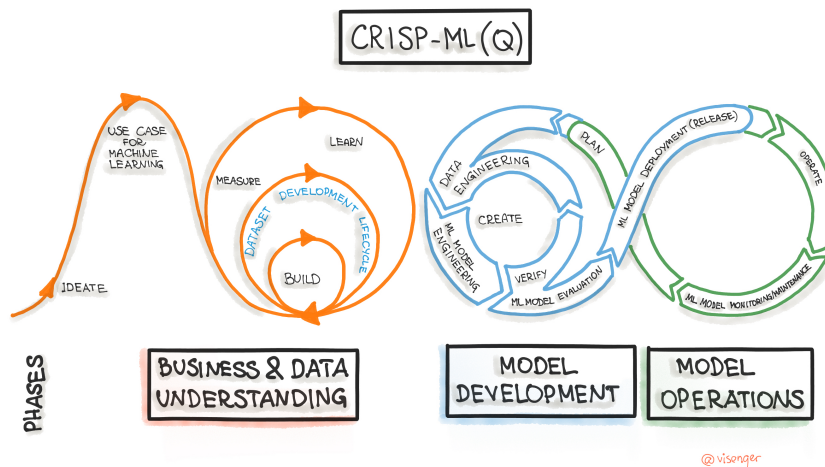 CRISP-ML(Q)
USE CASE
FOR
MACHINE
LEARNING
IDEATE
MEASURE
LEARN
DATASET DEVELOPMENT LIFECYCLE
BUILD
DATA
ENGINEERING
CREATE
ML MODEL
ENGINEERING
VERIFY
ML MODEL EVALUATION
PLAN
ML MODEL DEPLOYMENT (RELEASE)
OPERATE
ML MODEL MONITORING/MAINTENANCE
PHASES
BUSINESS & DATA
UNDERSTANDING
MODEL
DEVELOPMENT
MODEL
OPERATIONS
@visenger